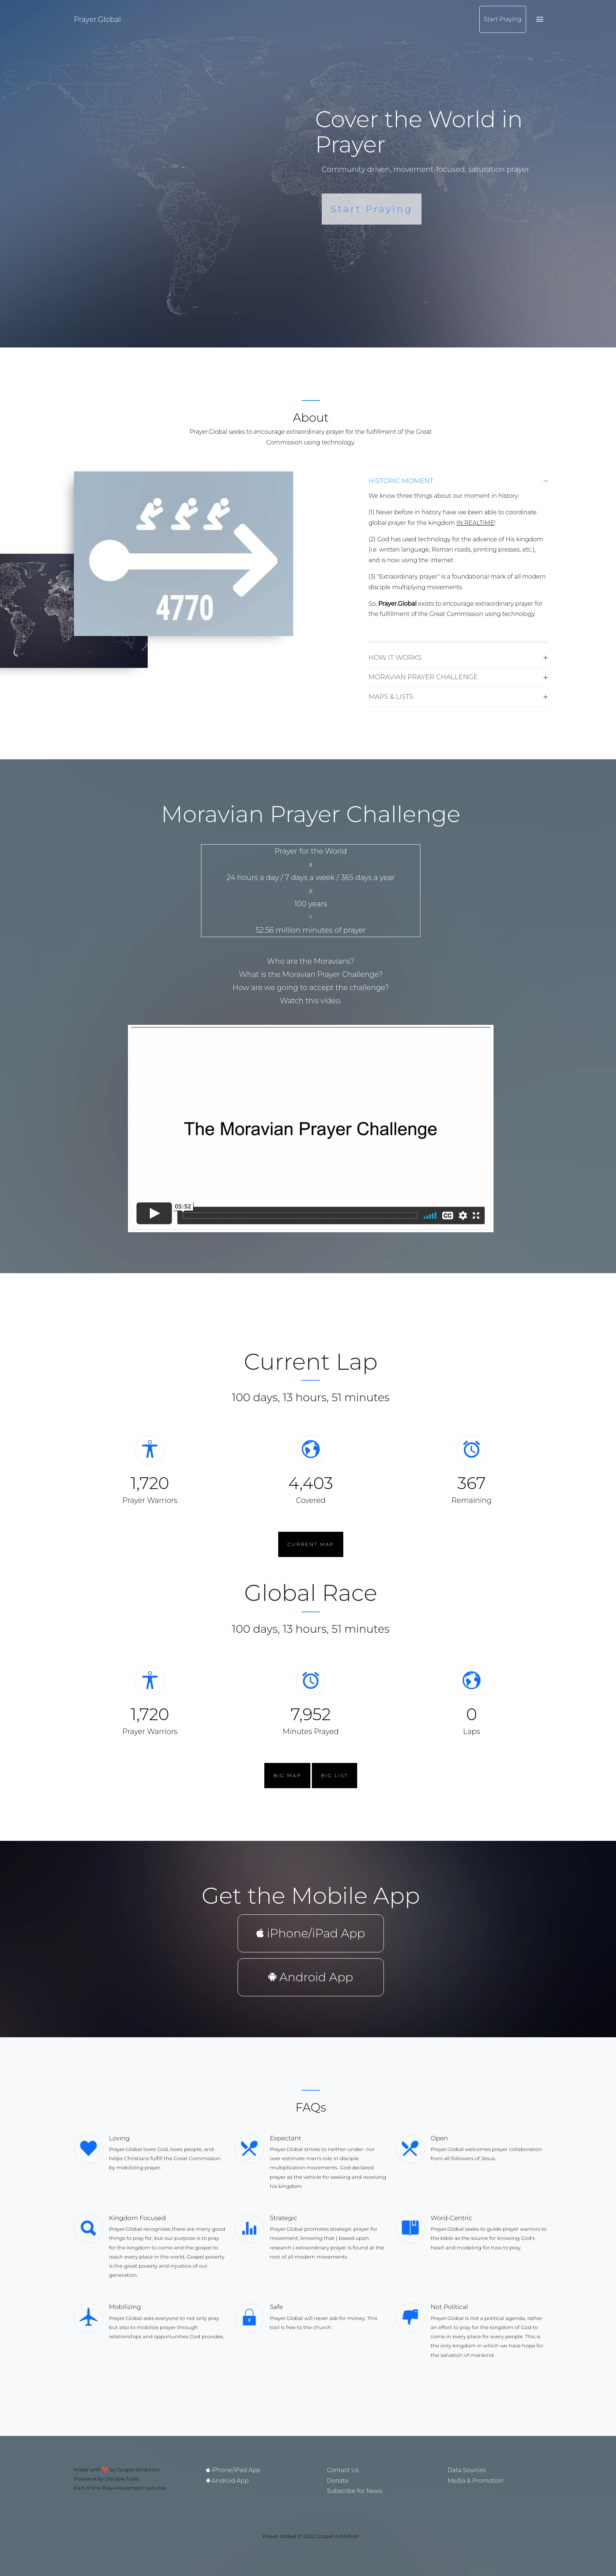 Prayer.Global
Start Praying
Cover the World in
Prayer
Community driven, movement-focused, saturation prayer.
Start Praying
About
Prayer.Global seeks to encourage extraordinary prayer for the fulfillment of the Great
Commission using technology.
4770
HISTORIC MOMENT
We know three things about our moment in history:
(1) Never before in history have we been able to coordinate
global prayer for the kingdom IN REALTIME!
(2) God has used technology for the advance of His kingdom
(i.e. written language, Roman roads, printing presses, etc.),
and is now using the internet.
(3) "Extraordinary prayer" is a foundational mark of all modern
disciple multiplying movements.
So, Prayer.Global exists to encourage extraordinary prayer for
the fulfillment of the Great Commission using technology.
HOW IT WORKS
MORAVIAN PRAYER CHALLENGE
MAPS & LISTS
Moravian Prayer Challenge
Prayer for the World
x
24 hours a day / 7 days a week / 365 days a year
x
100 years
=
52.56 million minutes of prayer
Who are the Moravians?
What is the Moravian Prayer Challenge?
How are we going to accept the challenge?
Watch this video.
The Moravian Prayer Challenge
05:52
CC
Current Lap
100 days, 13 hours, 51 minutes
1,720
Prayer Warriors
4,403
Covered
367
Remaining
CURRENT MAP
Global Race
100 days, 13 hours, 51 minutes
1,720
Prayer Warriors
7,952
Minutes Prayed
0
Laps
BIG MAP
BIG LIST
Get the Mobile App
iPhone/iPad App
Android App
FAQs
Loving
Prayer.Global loves God, loves people, and
helps Christians fulfill the Great Commission
by mobilizing prayer.
Expectant
Prayer.Global strives to neither under- nor
over-estimate man's role in disciple
multiplication movements. God declared
prayer as the vehicle for seeking and receiving
his kingdom.
Open
Prayer.Global welcomes prayer collaboration
from all followers of Jesus.
Kingdom Focused
Prayer.Global recognizes there are many good
things to pray for, but our purpose is to pray
for the kingdom to come and the gospel to
reach every place in the world. Gospel poverty
is the great poverty and injustice of our
generation.
Strategic
Prayer.Global promotes strategic prayer for
movement, knowing that ( based upon
research ) extraordinary prayer is found at the
root of all modern movements.
Word-Centric
Prayer.Global seeks to guide prayer warriors to
the bible as the source for knowing God's
heart and modeling for how to pray.
Mobilizing
Prayer.Global asks everyone to not only pray
but also to mobilize prayer through
relationships and opportunities God provides.
Safe
Prayer.Global will never ask for money. This
tool is free to the church.
Not Political
Prayer.Global is not a political agenda, rather
an effort to pray for the kingdom of God to
come in every place for every people. This is
the only kingdom in which we have hope for
the salvation of mankind.
Made with ❤️ by Gospel Ambition
Powered by Disciple.Tools
Part of the Pray4Movement network
iPhone/iPad App
Android App
Contact Us
Donate
Subscribe for News
Data Sources
Media & Promotion
Prayer Global © 2022 Gospel Ambition